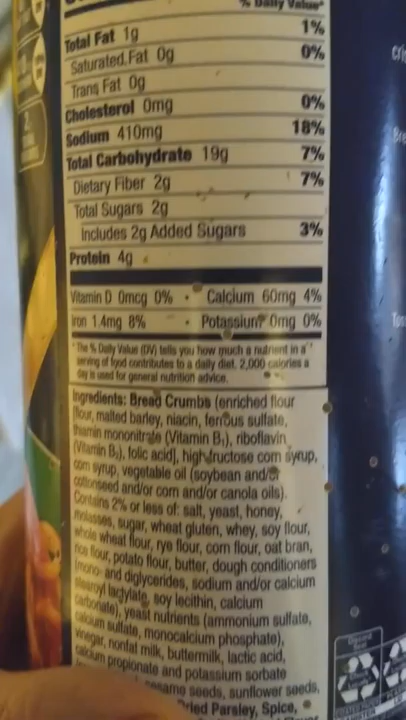 % Daily Value*
Total Fat 1g 1%
Saturated Fat 0g 0%
Trans Fat 0g
Cholesterol 0mg 0%
Sodium 410mg 18%
Total Carbohydrate 19g 7%
Dietary Fiber 2g 7%
Total Sugars 2g
Includes 2g Added Sugars 3%
Protein 4g
Vitamin D 0mcg 0% • Calcium 60mg 4%
Iron 1.4mg 8% • Potassium 0mg 0%
*The % Daily Value (DV) tells you how much a nutrient in a
serving of food contributes to a daily diet. 2,000 calories a
day is used for general nutrition advice.
Ingredients: Bread Crumbs (enriched flour
[flour, malted barley, niacin, ferrous sulfate,
thiamin mononitrate (Vitamin B₁), riboflavin
(Vitamin B₂), folic acid], high fructose corn syrup,
corn syrup, vegetable oil (soybean and/or
cottonseed and/or corn and/or canola oils).
Contains 2% or less of: salt, yeast, honey,
molasses, sugar, wheat gluten, whey, soy flour,
whole wheat flour, rye flour, corn flour, oat bran,
rice flour, potato flour, butter, dough conditioners
(mono- and diglycerides, sodium and/or calcium
stearoyl lactylate, soy lecithin, calcium
carbonate), yeast nutrients (ammonium sulfate,
calcium sulfate, monocalcium phosphate),
vinegar, nonfat milk, buttermilk, lactic acid,
calcium propionate and potassium sorbate
sesame seeds, sunflower seeds,
Dried Parsley, Spice,